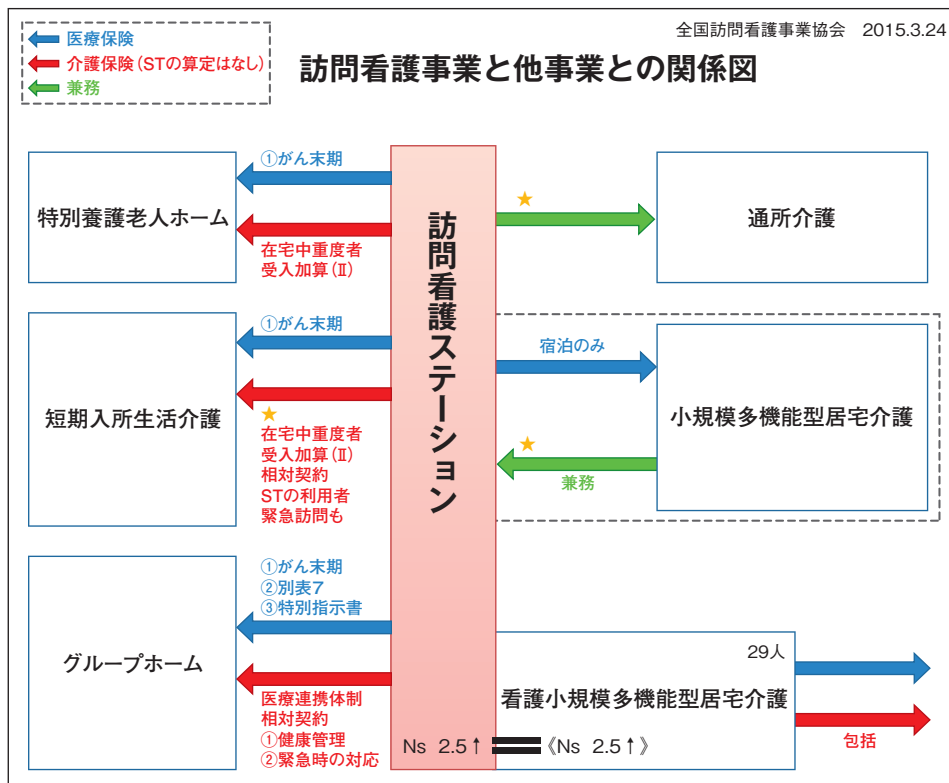 全国訪問看護事業協会 2015.3.24
医療保険
介護保険(STの算定はなし)
兼務
訪問看護事業と他事業との関係図
①がん末期
特別養護老人ホーム
在宅中重度者
受入加算(Ⅱ)
訪問看護ステーション
★
通所介護
①がん末期
短期入所生活介護
★
在宅中重度者
受入加算(Ⅱ)
相対契約
STの利用者
緊急訪問も
宿泊のみ
小規模多機能型居宅介護
★
兼務
①がん末期
②別表7
③特別指示書
グループホーム
医療連携体制
相対契約
①健康管理
②緊急時の対応
29人
看護小規模多機能型居宅介護
Ns 2.5↑ 《Ns 2.5↑》
包括